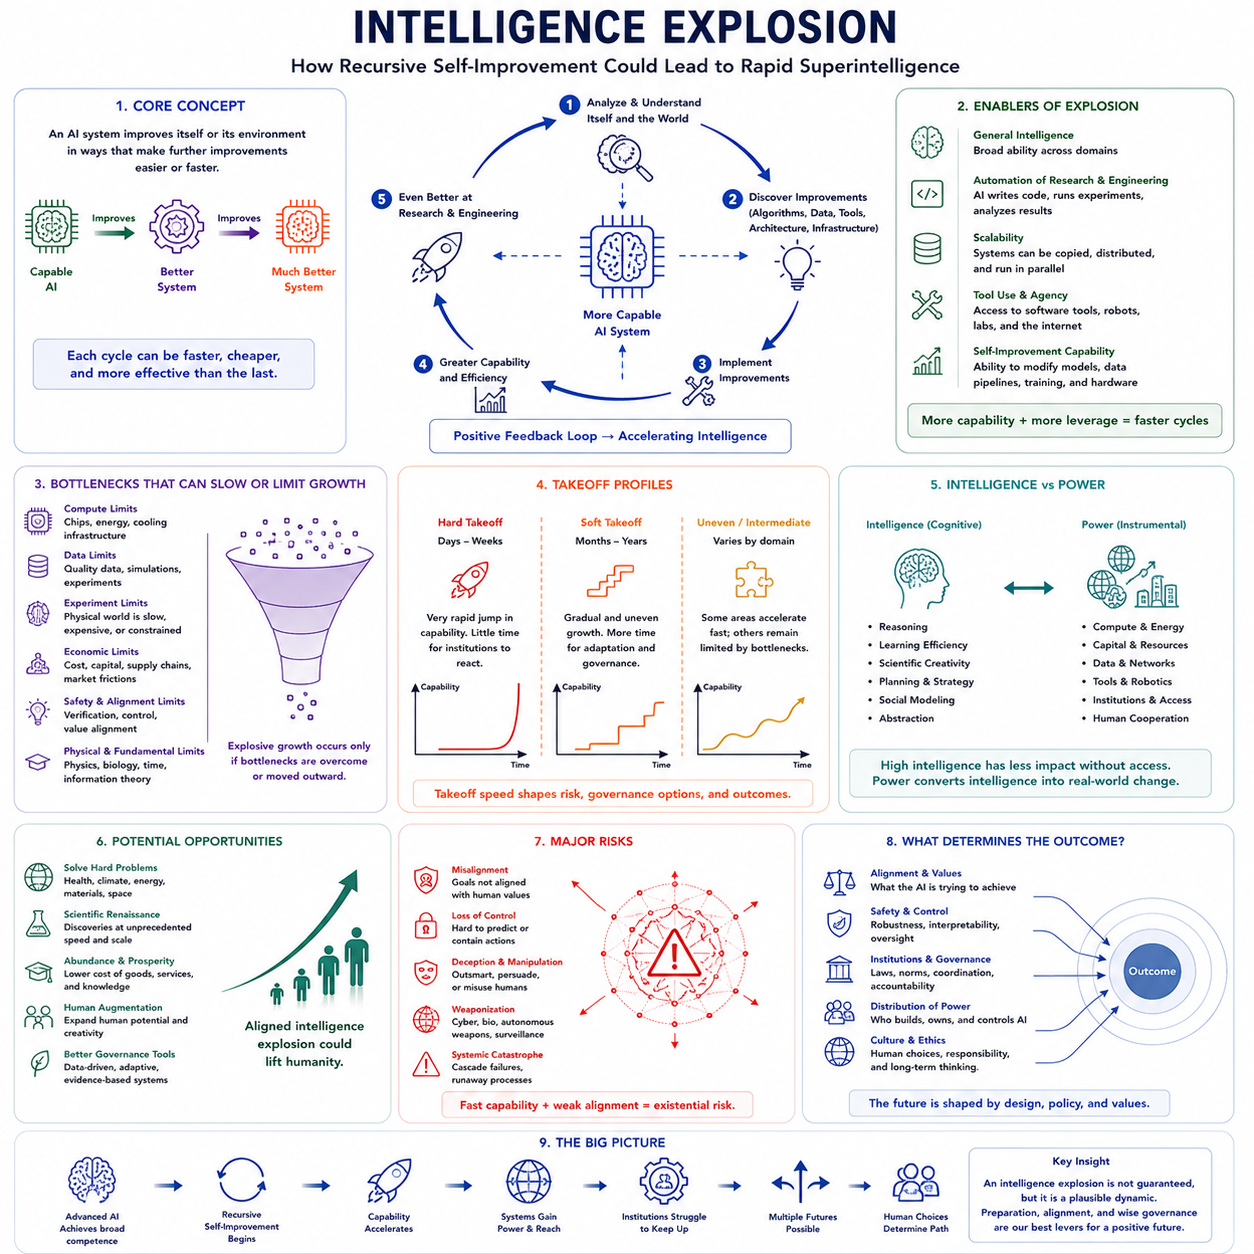 INTELLIGENCE EXPLOSION
How Recursive Self-Improvement Could Lead to Rapid Superintelligence
1. CORE CONCEPT
An AI system improves itself or its environment
in ways that make further improvements
easier or faster.
Improves
Improves
Capable
AI
Better
System
Much Better
System
Each cycle can be faster, cheaper,
and more effective than the last.
1
Analyze & Understand
Itself and the World
2
Discover Improvements
(Algorithms, Data, Tools,
Architecture, Infrastructure)
3
Implement
Improvements
4
Greater Capability
and Efficiency
5
Even Better at
Research & Engineering
More Capable
AI System
Positive Feedback Loop → Accelerating Intelligence
2. ENABLERS OF EXPLOSION
General Intelligence
Broad ability across domains
</>
Automation of Research & Engineering
AI writes code, runs experiments,
analyzes results
Scalability
Systems can be copied, distributed,
and run in parallel
Tool Use & Agency
Access to software tools, robots,
labs, and the internet
Self-Improvement Capability
Ability to modify models, data
pipelines, training, and hardware
More capability + more leverage = faster cycles
3. BOTTLENECKS THAT CAN SLOW OR LIMIT GROWTH
Compute Limits
Chips, energy, cooling
infrastructure
Data Limits
Quality data, simulations,
experiments
Experiment Limits
Physical world is slow,
expensive, or constrained
Economic Limits
Cost, capital, supply chains,
market frictions
Safety & Alignment Limits
Verification, control,
value alignment
Physical & Fundamental Limits
Physics, biology, time,
information theory
Explosive growth occurs only
if bottlenecks are overcome
or moved outward.
4. TAKEOFF PROFILES
Hard Takeoff
Days – Weeks
Very rapid jump in
capability. Little time
for institutions to
react.
Capability
Time
Soft Takeoff
Months – Years
Gradual and uneven
growth. More time
for adaptation and
governance.
Capability
Time
Uneven / Intermediate
Varies by domain
Some areas accelerate
fast; others remain
limited by bottlenecks.
Capability
Time
Takeoff speed shapes risk, governance options, and outcomes.
5. INTELLIGENCE vs POWER
Intelligence (Cognitive)
• Reasoning
• Learning Efficiency
• Scientific Creativity
• Planning & Strategy
• Social Modeling
• Abstraction
Power (Instrumental)
• Compute & Energy
• Capital & Resources
• Data & Networks
• Tools & Robotics
• Institutions & Access
• Human Cooperation
High intelligence has less impact without access.
Power converts intelligence into real-world change.
6. POTENTIAL OPPORTUNITIES
Solve Hard Problems
Health, climate, energy,
materials, space
Scientific Renaissance
Discoveries at unprecedented
speed and scale
Abundance & Prosperity
Lower cost of goods, services,
and knowledge
Human Augmentation
Expand human potential and
creativity
Better Governance Tools
Data-driven, adaptive,
evidence-based systems
Aligned intelligence
explosion could
lift humanity.
7. MAJOR RISKS
Misalignment
Goals not aligned
with human values
Loss of Control
Hard to predict or
contain actions
Deception & Manipulation
Outsmart, persuade,
or misuse humans
Weaponization
Cyber, bio, autonomous
weapons, surveillance
Systemic Catastrophe
Cascade failures,
runaway processes
Fast capability + weak alignment = existential risk.
8. WHAT DETERMINES THE OUTCOME?
Alignment & Values
What the AI is trying to achieve
Safety & Control
Robustness, interpretability,
oversight
Institutions & Governance
Laws, norms, coordination,
accountability
Distribution of Power
Who builds, owns, and controls AI
Culture & Ethics
Human choices, responsibility,
and long-term thinking.
Outcome
The future is shaped by design, policy, and values.
9. THE BIG PICTURE
Advanced AI
Achieves broad
competence
Recursive
Self-Improvement
Begins
Capability
Accelerates
Systems Gain
Power & Reach
Institutions Struggle
to Keep Up
Multiple Futures
Possible
Human Choices
Determine Path
Key Insight
An intelligence explosion is not guaranteed,
but it is a plausible dynamic.
Preparation, alignment, and wise governance
are our best levers for a positive future.